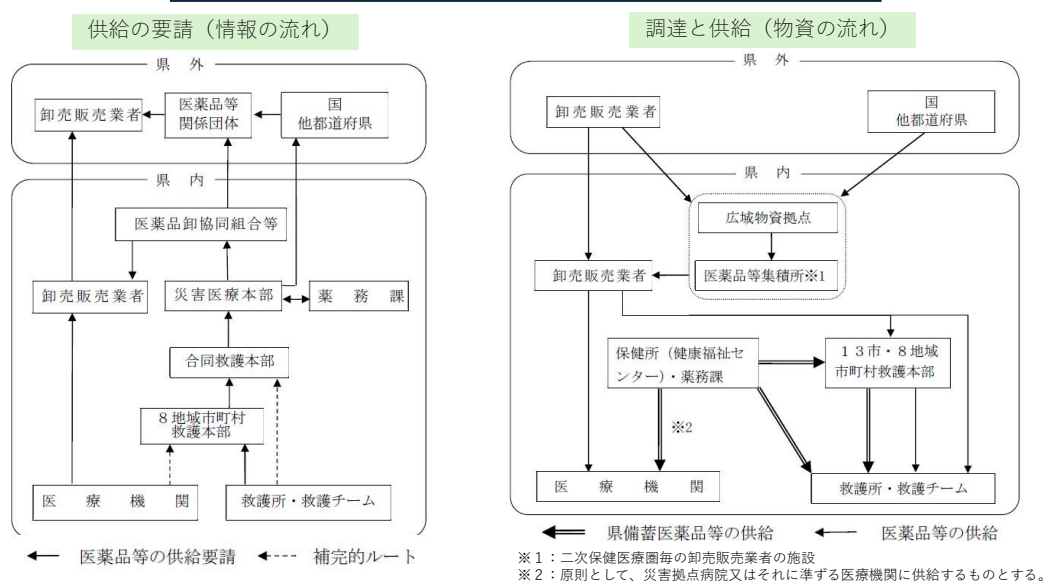 供給の要請（情報の流れ）
県　外
卸売販売業者
医薬品等
関係団体
国
他都道府県
県　内
医薬品卸協同組合等
卸売販売業者
災害医療本部
薬　務　課
合同救護本部
８地域市町村
救護本部
医　療　機　関
救護所・救護チーム
医薬品等の供給要請
補完的ルート
調達と供給（物資の流れ）
県　外
卸売販売業者
国
他都道府県
県　内
広域物資拠点
卸売販売業者
医薬品等集積所※1
保健所（健康福祉セ
ンター）・薬務課
１３市・８地域
市町村救護本部
※2
医　療　機　関
救護所・救護チーム
県備蓄医薬品等の供給
医薬品等の供給
※１：二次保健医療圏毎の卸売販売業者の施設
※２：原則として、災害拠点病院又はそれに準ずる医療機関に供給するものとする。